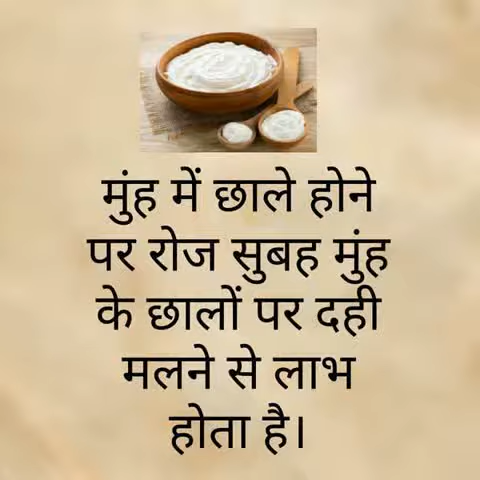 मुंह में छाले होने
पर रोज सुबह मुंह
के छालों पर दही
मलने से लाभ
होता है।